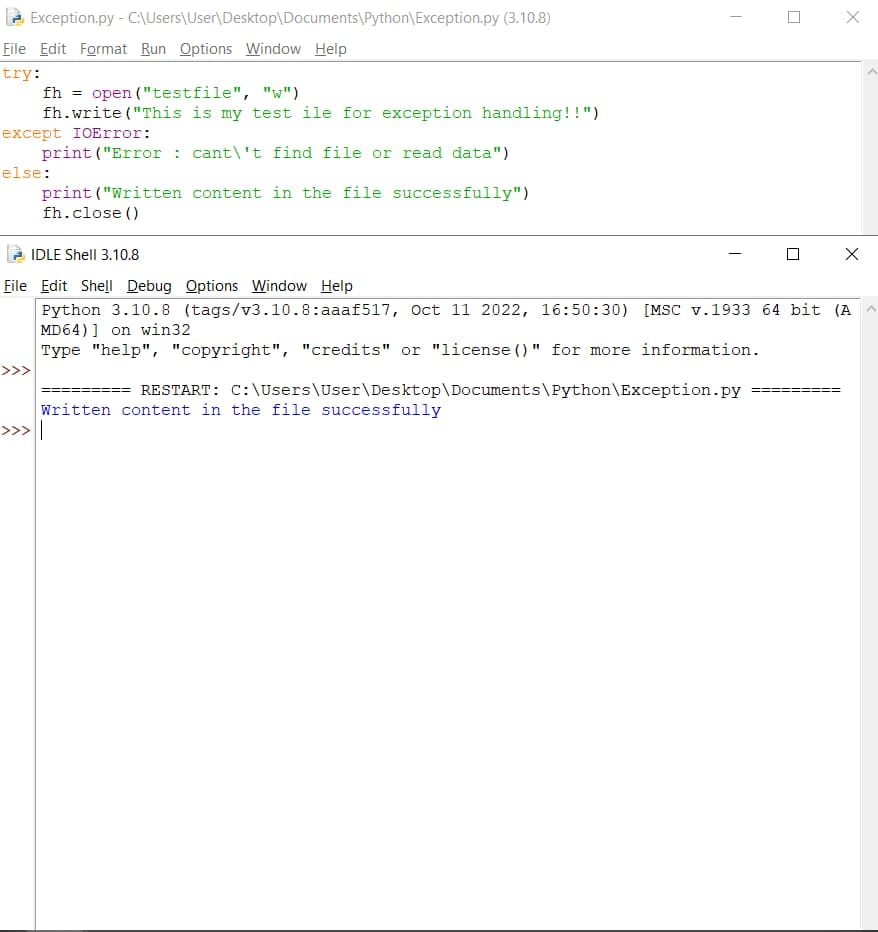 Exception.py - C:\Users\User\Desktop\Documents\Python\Exception.py (3.10.8)
File Edit Format Run Options Window Help
try:
    fh = open("testfile", "w")
    fh.write("This is my test ile for exception handling!!")
except IOError:
    print("Error : cant\'t find file or read data")
else:
    print("Written content in the file successfully")
    fh.close()
IDLE Shell 3.10.8
File Edit Shell Debug Options Window Help
Python 3.10.8 (tags/v3.10.8:aaaf517, Oct 11 2022, 16:50:30) [MSC v.1933 64 bit (A
MD64)] on win32
Type "help", "copyright", "credits" or "license()" for more information.
>>>
========= RESTART: C:\Users\User\Desktop\Documents\Python\Exception.py =========
Written content in the file successfully
>>>